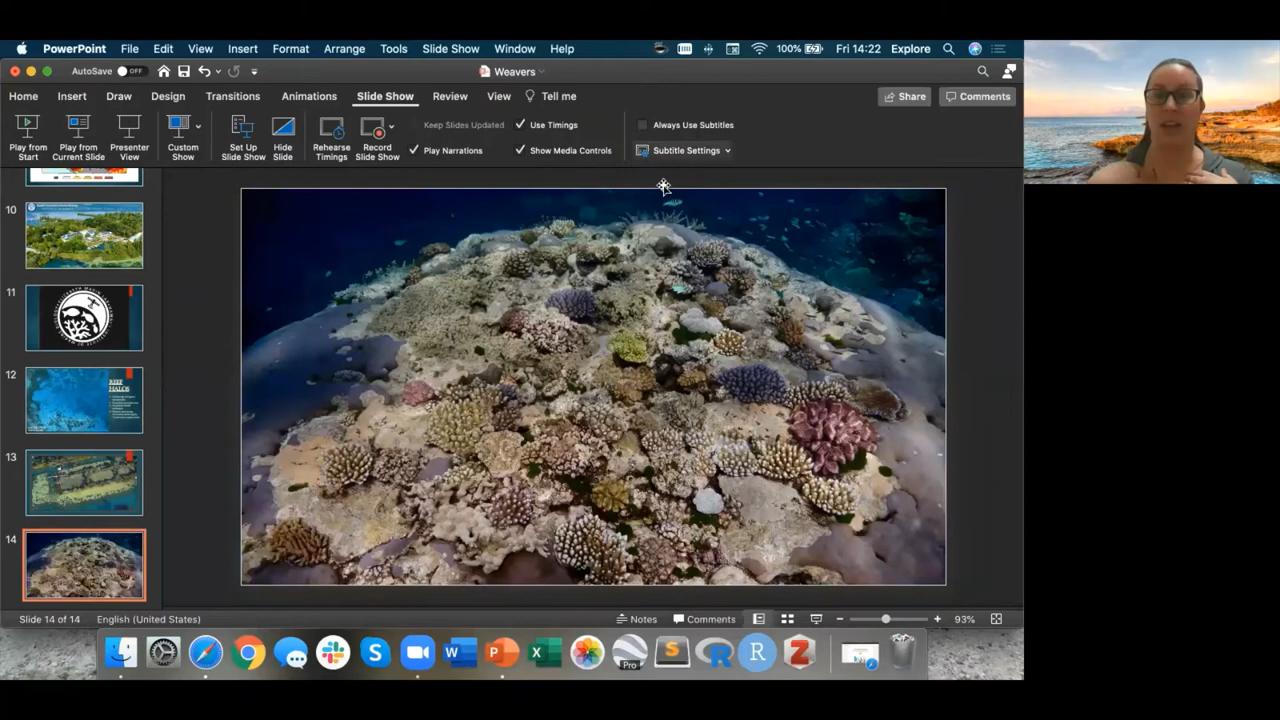 PowerPoint File Edit View Insert Format Arrange Tools Slide Show Window Help 100% Fri 14:22 Explore
AutoSave OFF Weavers
Home Insert Draw Design Transitions Animations Slide Show Review View Tell me Share Comments
Keep Slides Updated Use Timings Always Use Subtitles
Play from Start Play from Current Slide Presenter View Custom Show Set Up Slide Show Hide Slide Rehearse Timings Record Slide Show Play Narrations Show Media Controls Subtitle Settings
10
11
12
REEF
HALOS
13
14
Slide 14 of 14 English (United States) Notes Comments 93%
S W P X Pro S R R Z